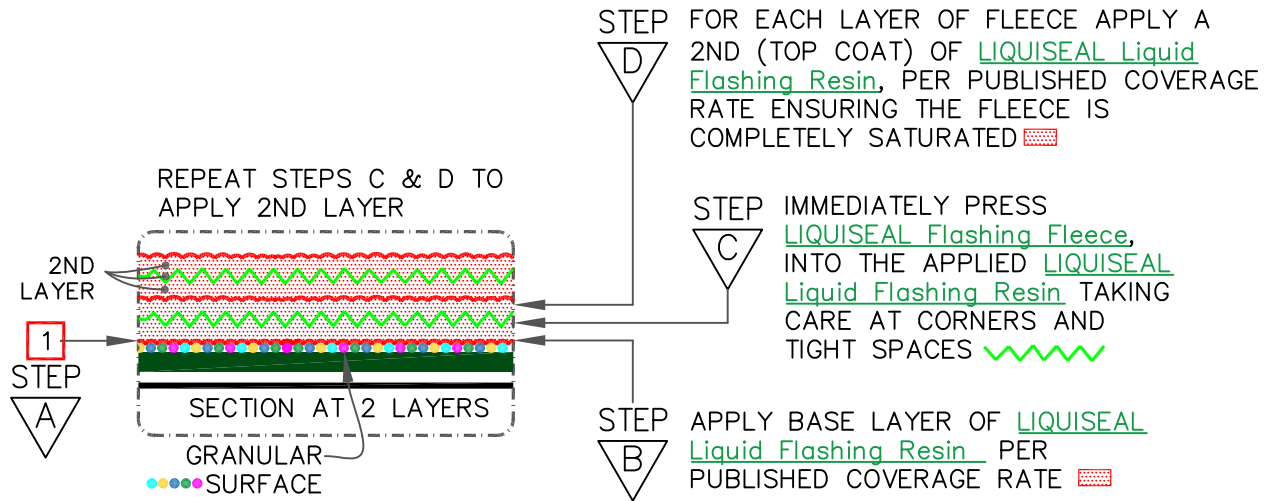 STEP
D
FOR EACH LAYER OF FLEECE APPLY A
2ND (TOP COAT) OF LIQUISEAL Liquid
Flashing Resin, PER PUBLISHED COVERAGE
RATE ENSURING THE FLEECE IS
COMPLETELY SATURATED
REPEAT STEPS C & D TO
APPLY 2ND LAYER
STEP
C
IMMEDIATELY PRESS
LIQUISEAL Flashing Fleece,
INTO THE APPLIED LIQUISEAL
Liquid Flashing Resin TAKING
CARE AT CORNERS AND
TIGHT SPACES
2ND
LAYER
1
STEP
A
SECTION AT 2 LAYERS
GRANULAR
SURFACE
STEP
B
APPLY BASE LAYER OF LIQUISEAL
Liquid Flashing Resin PER
PUBLISHED COVERAGE RATE